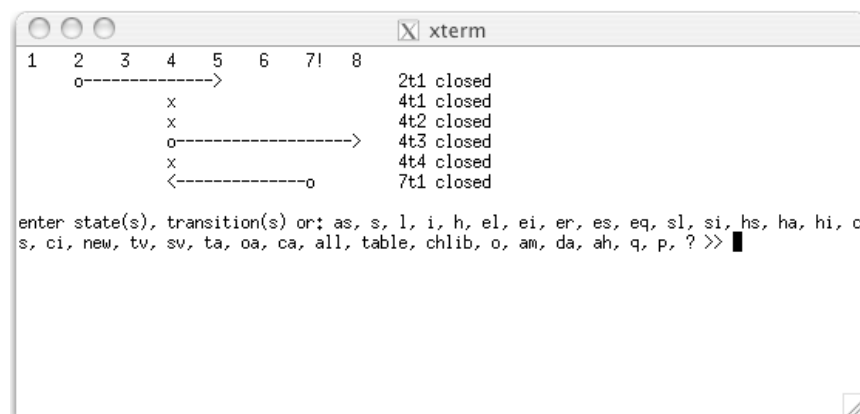 X xterm
1 2 3 4 5 6 7! 8
o--------------> 2t1 closed
x 4t1 closed
x 4t2 closed
o-------------------> 4t3 closed
x 4t4 closed
<--------------o 7t1 closed
enter state(s), transition(s) or: as, s, l, i, h, el, ei, er, es, eq, sl, si, hs, ha, hi, c
s, ci, new, tv, sv, ta, oa, ca, all, table, chlib, o, am, da, ah, q, p, ? >>